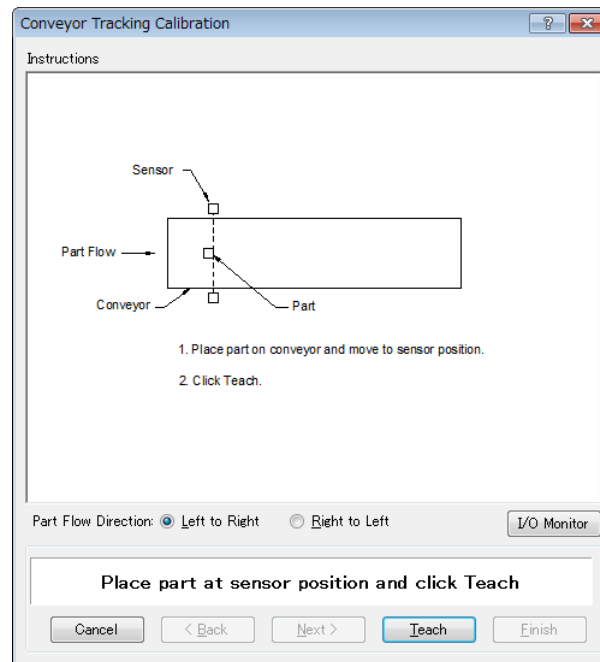 Conveyor Tracking Calibration
Instructions
Sensor
Part Flow
Conveyor
Part
1. Place part on conveyor and move to sensor position.
2. Click Teach.
Part Flow Direction: Left to Right Right to Left I/O Monitor
Place part at sensor position and click Teach
Cancel < Back Next > Teach Finish